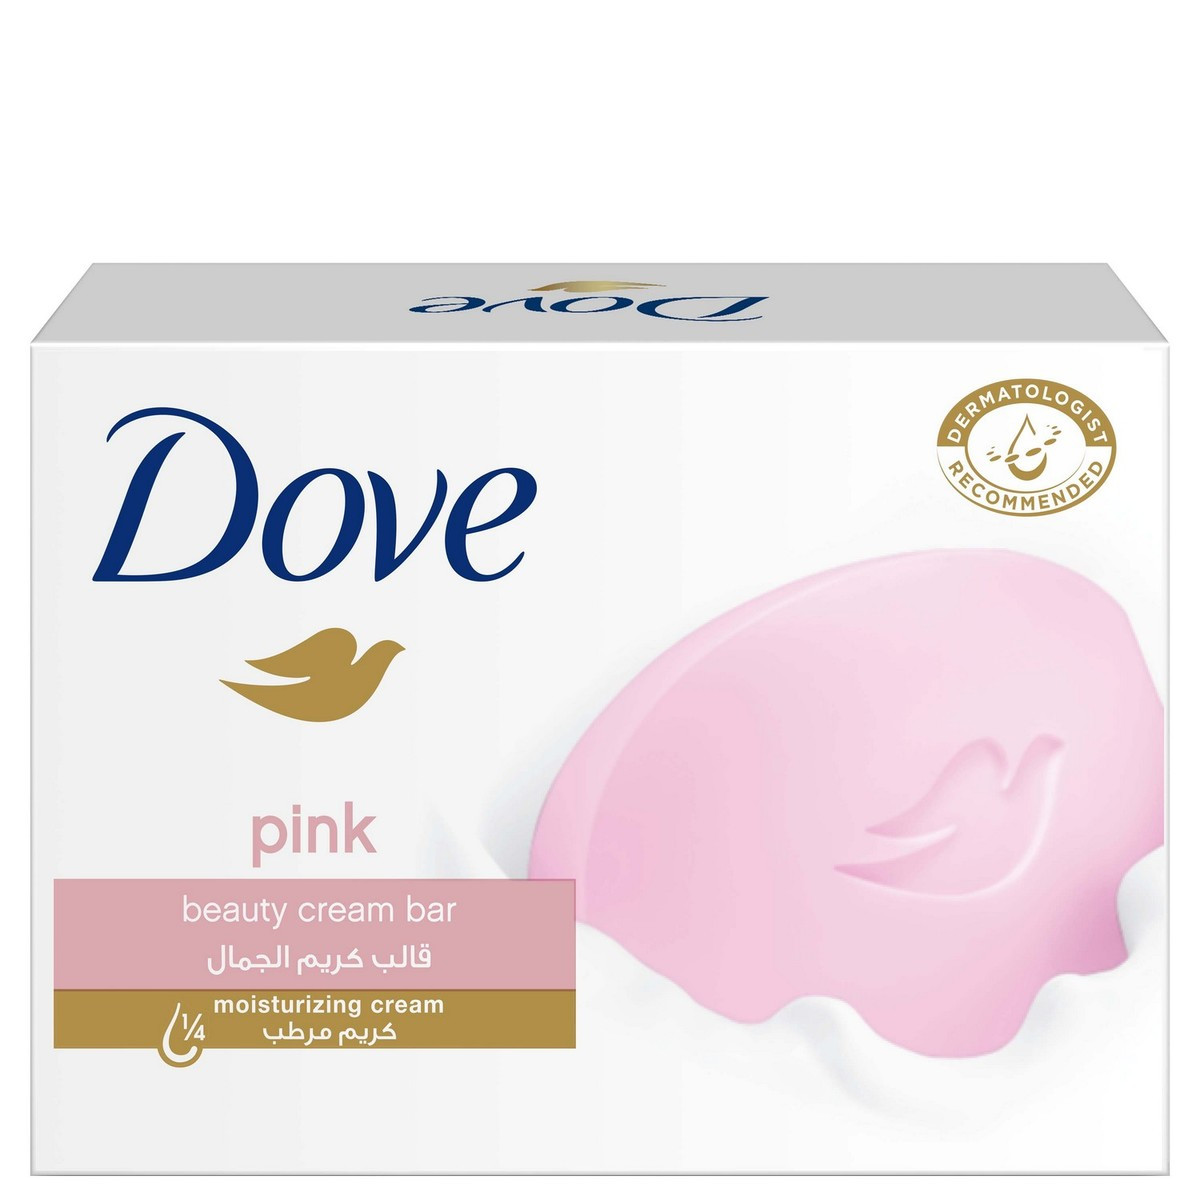 Dove
Dove
DERMATOLOGIST
RECOMMENDED
pink
beauty cream bar
قالب كريم الجمال
1/4
moisturizing cream
كريم مرطب